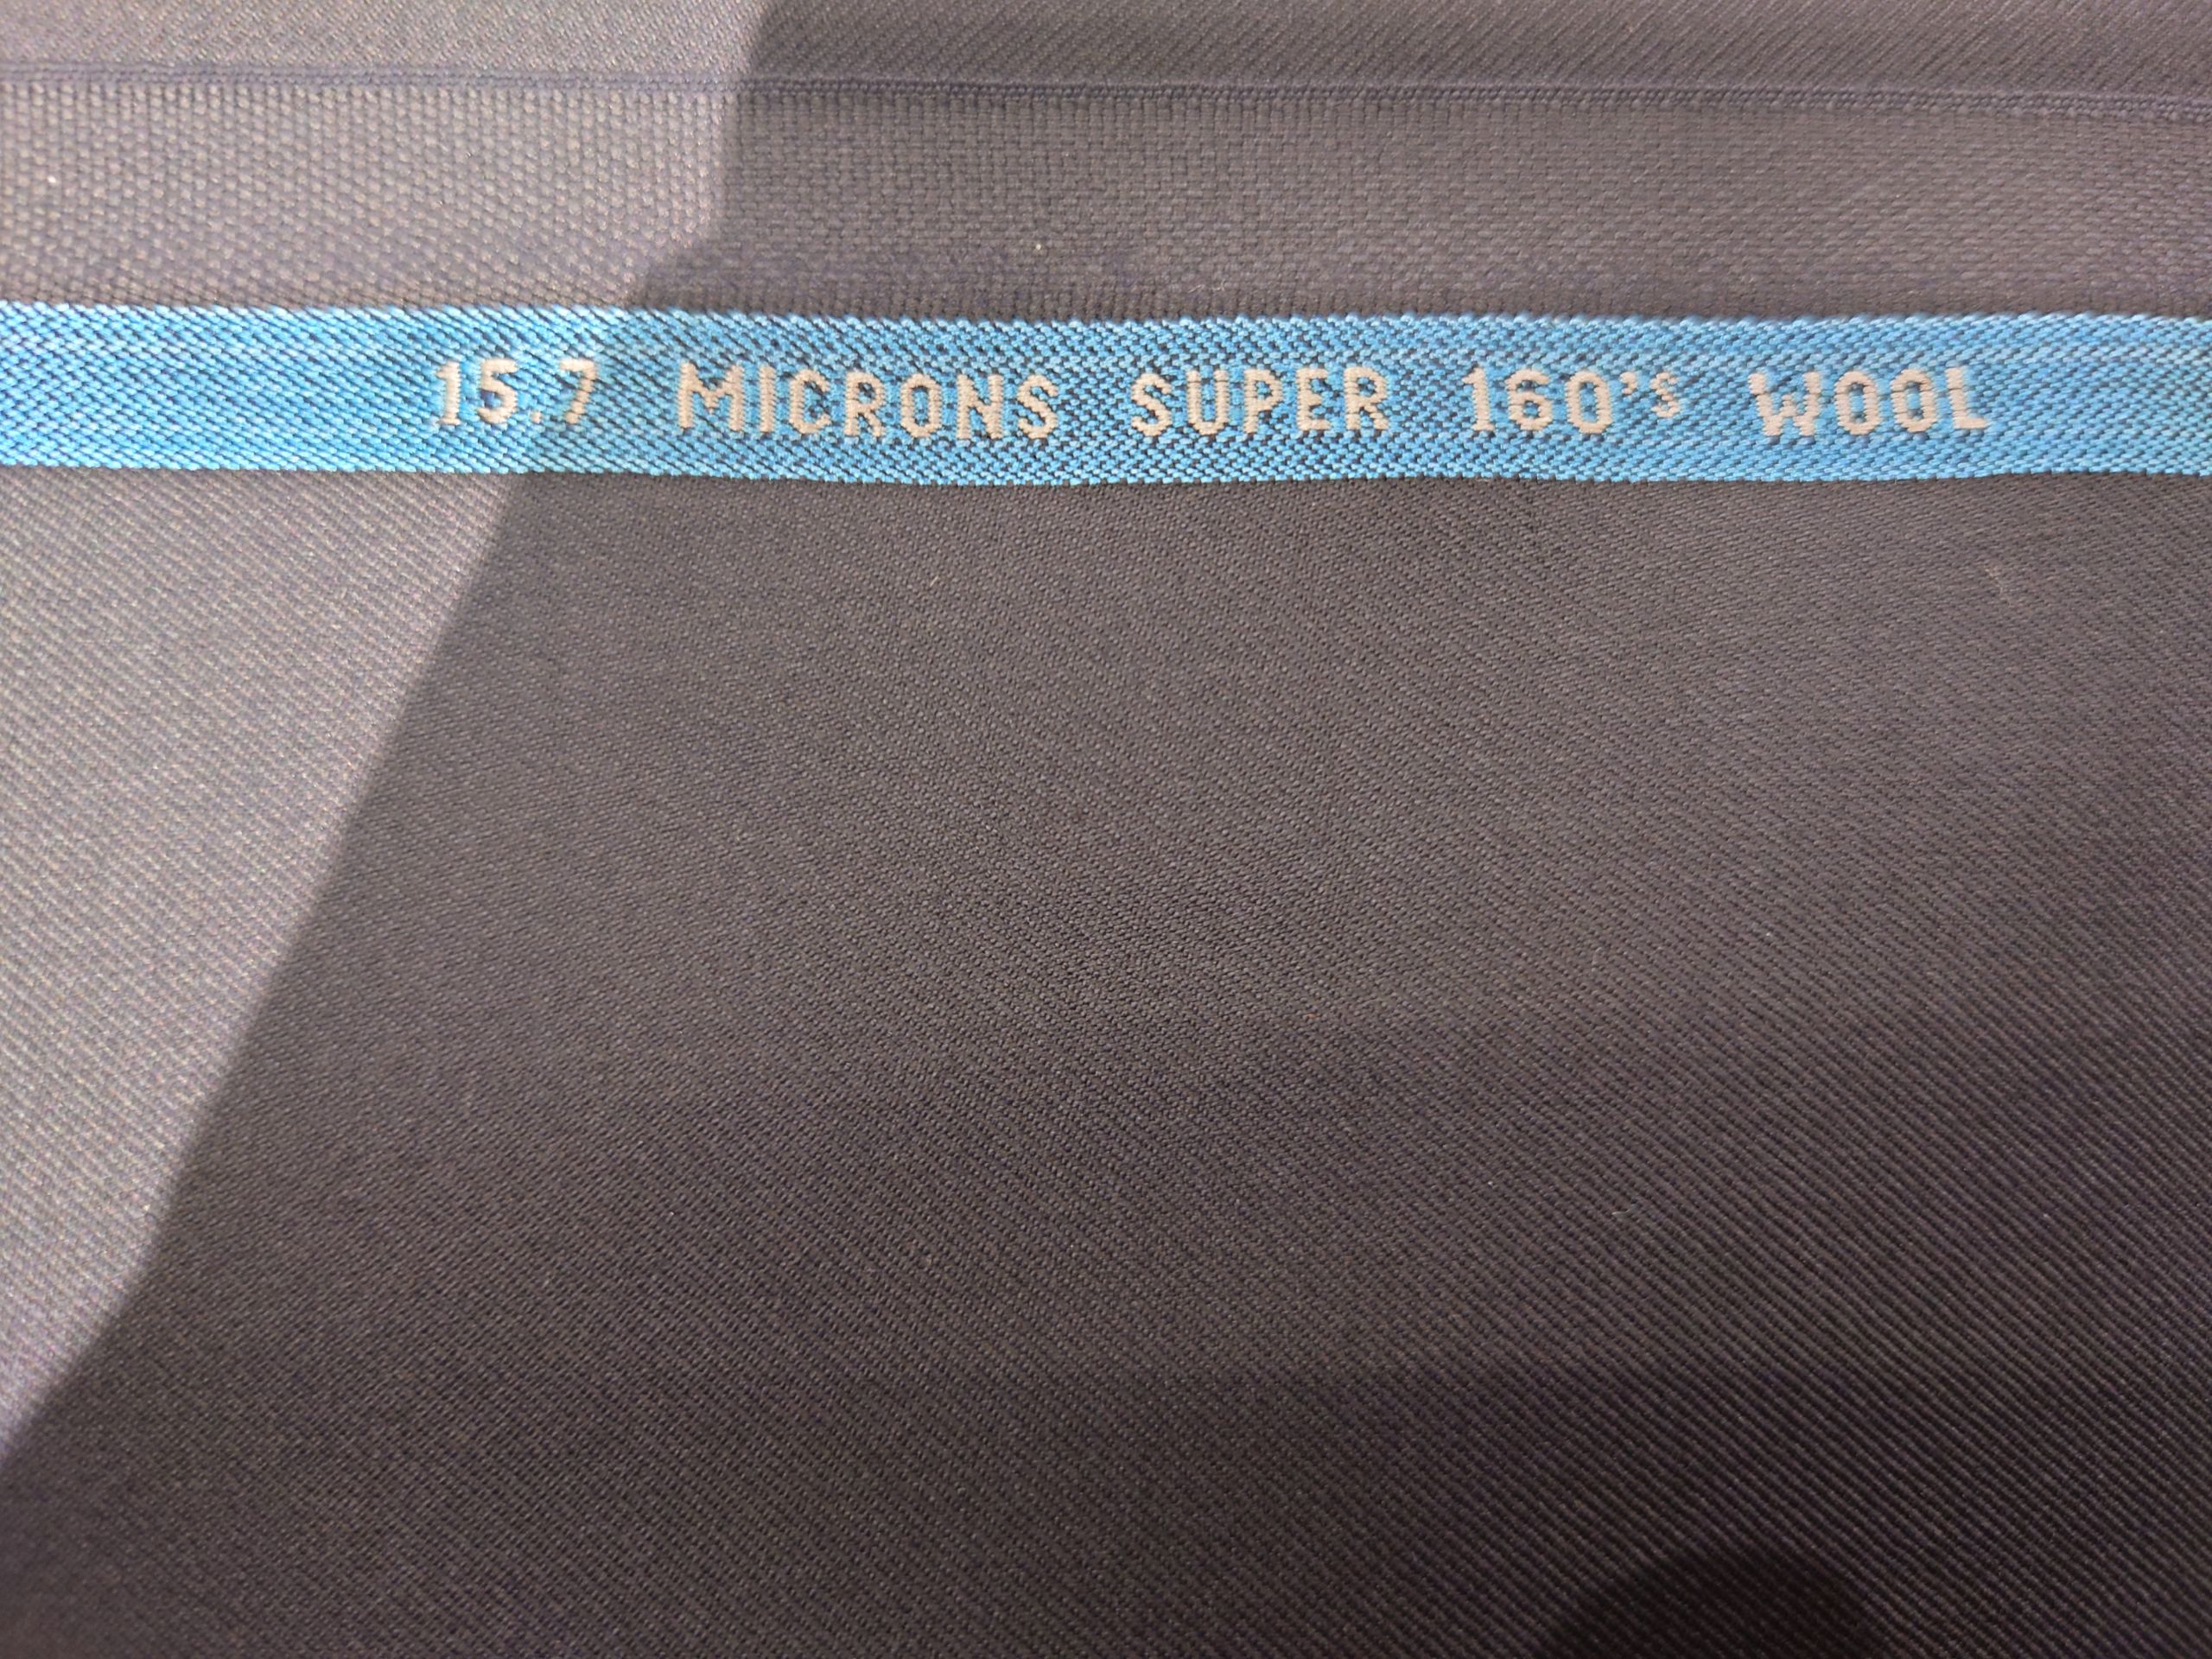 15.7 MICRONS SUPER 160's WOOL